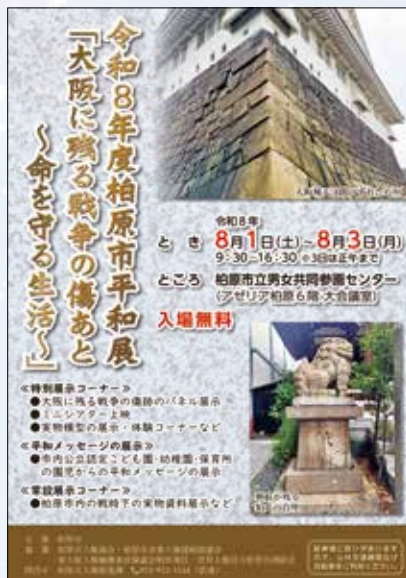 令和8年度柏原市平和展
「大阪に残る戦争の傷あと
～命を守る生活～」
令和8年
とき 8月1日(土)～8月3日(月)
9:30-16:30 ※3日は正午まで
ところ 柏原市立男女共同参画センター
(アゼリア柏原6階・大会議室)
入場無料
≪特別展示コーナー≫
●大阪に残る戦争の傷跡のパネル展示
●ミニシアター上映
●実物模型の展示・体験コーナーなど
≪平和メッセージの展示≫
●市内公立認定こども園・幼稚園・保育所
の園児からの平和メッセージの展示
≪常設展示コーナー≫
●柏原市内の戦時下の実物資料展示など